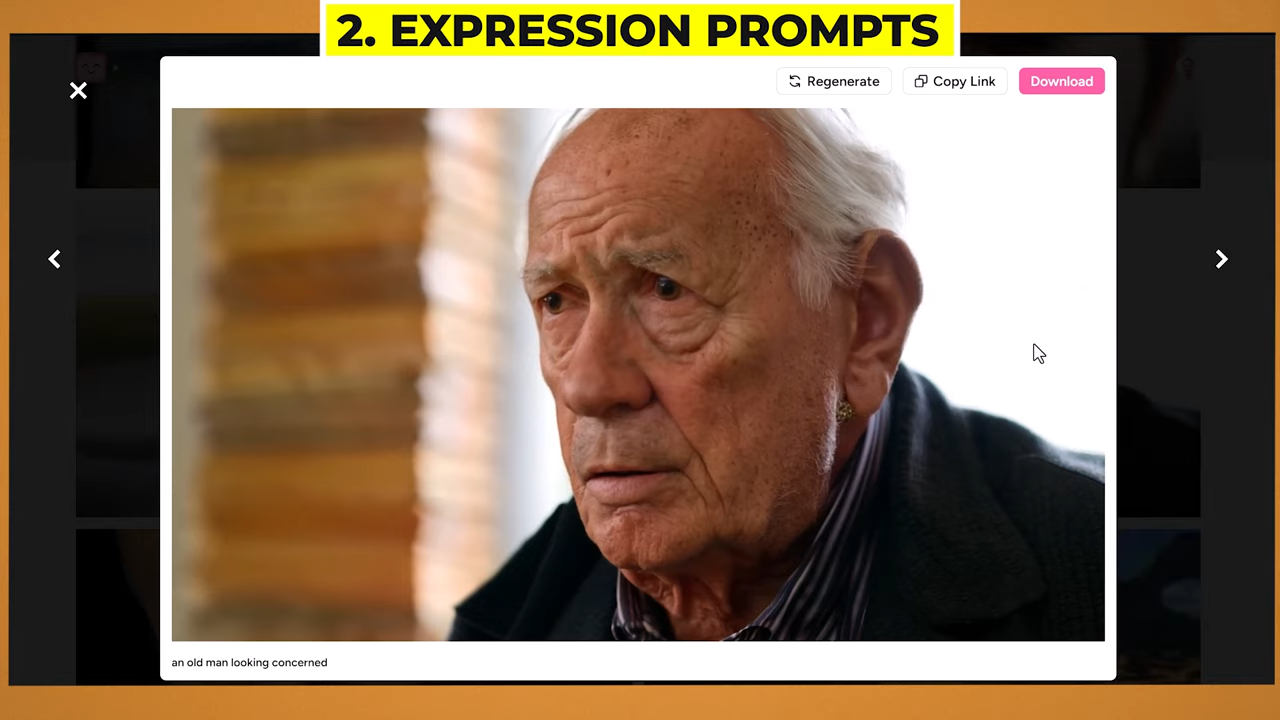 2. EXPRESSION PROMPTS
Regenerate
Copy Link
Download
an old man looking concerned